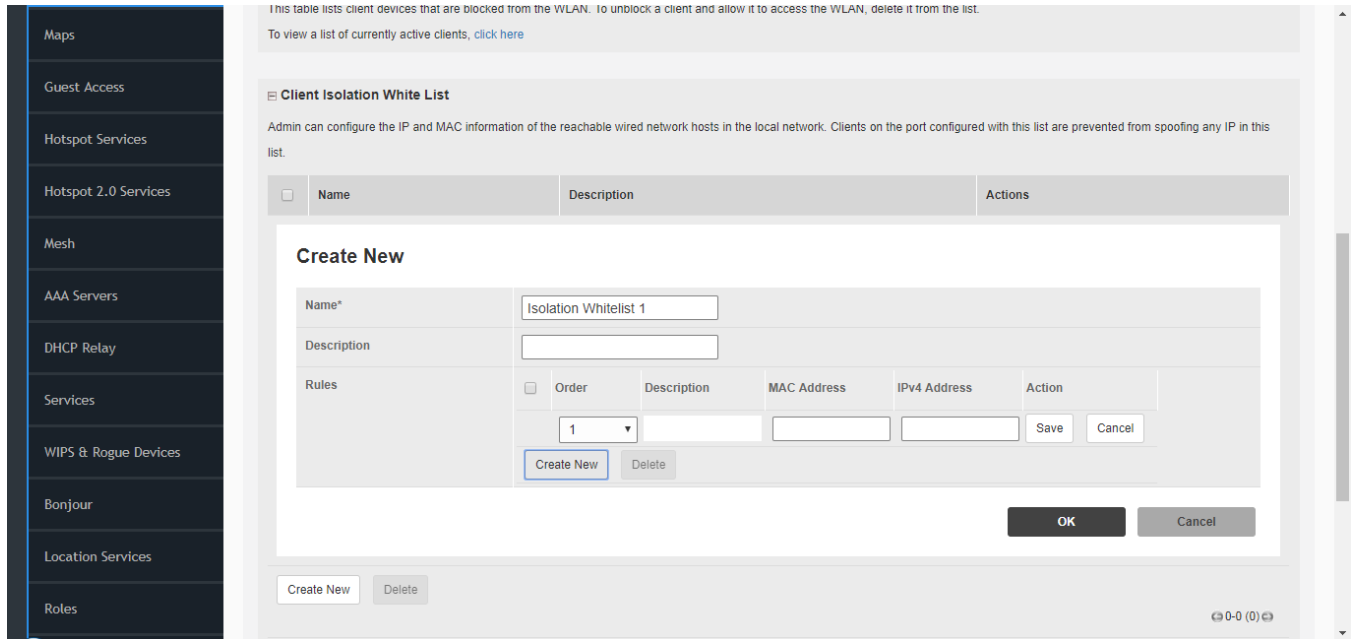 This table lists client devices that are blocked from the WLAN. To unblock a client and allow it to access the WLAN, delete it from the list.
To view a list of currently active clients, click here
Maps
Guest Access
Hotspot Services
Hotspot 2.0 Services
Mesh
AAA Servers
DHCP Relay
Services
WIPS & Rogue Devices
Bonjour
Location Services
Roles
Client Isolation White List
Admin can configure the IP and MAC information of the reachable wired network hosts in the local network. Clients on the port configured with this list are prevented from spoofing any IP in this
list.
Name Description Actions
Create New
Name* Isolation Whitelist 1
Description
Rules Order Description MAC Address IPv4 Address Action
1 Save Cancel
Create New Delete
OK Cancel
Create New Delete
0-0 (0)